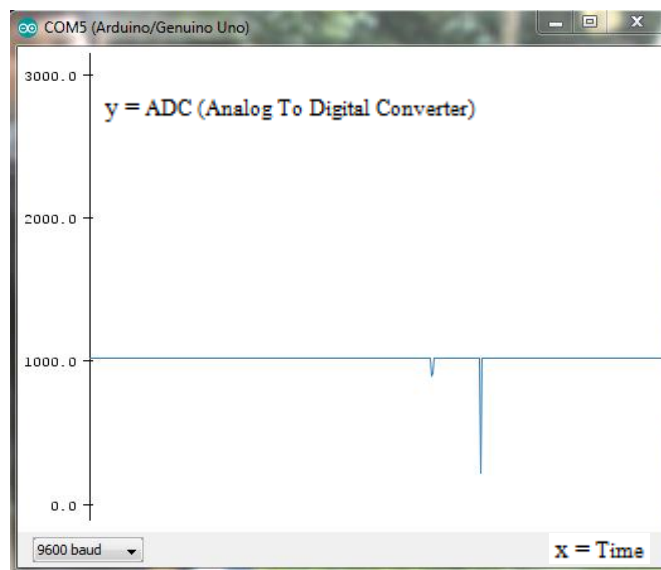 COM5 (Arduino/Genuino Uno)
3000.0
y = ADC (Analog To Digital Converter)
2000.0
1000.0
0.0
9600 baud
x = Time